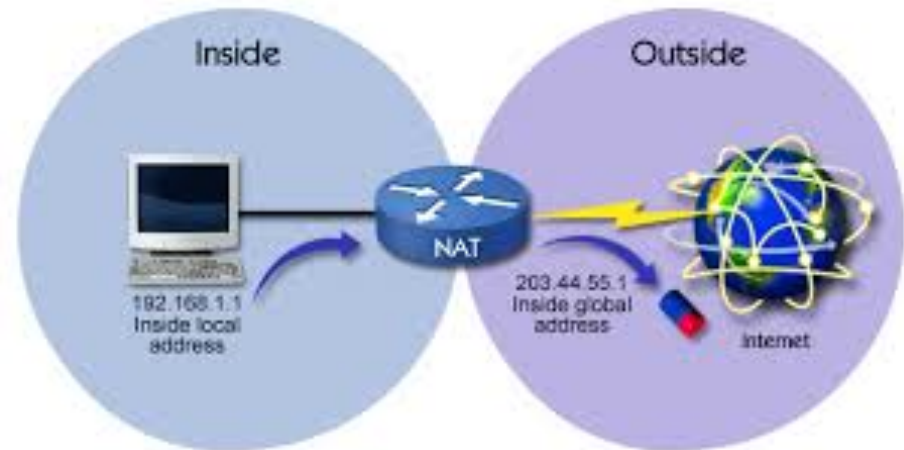 Inside
Outside
NAT
192.168.1.1
Inside local
address
203.44.55.1
Inside global
address
Internet